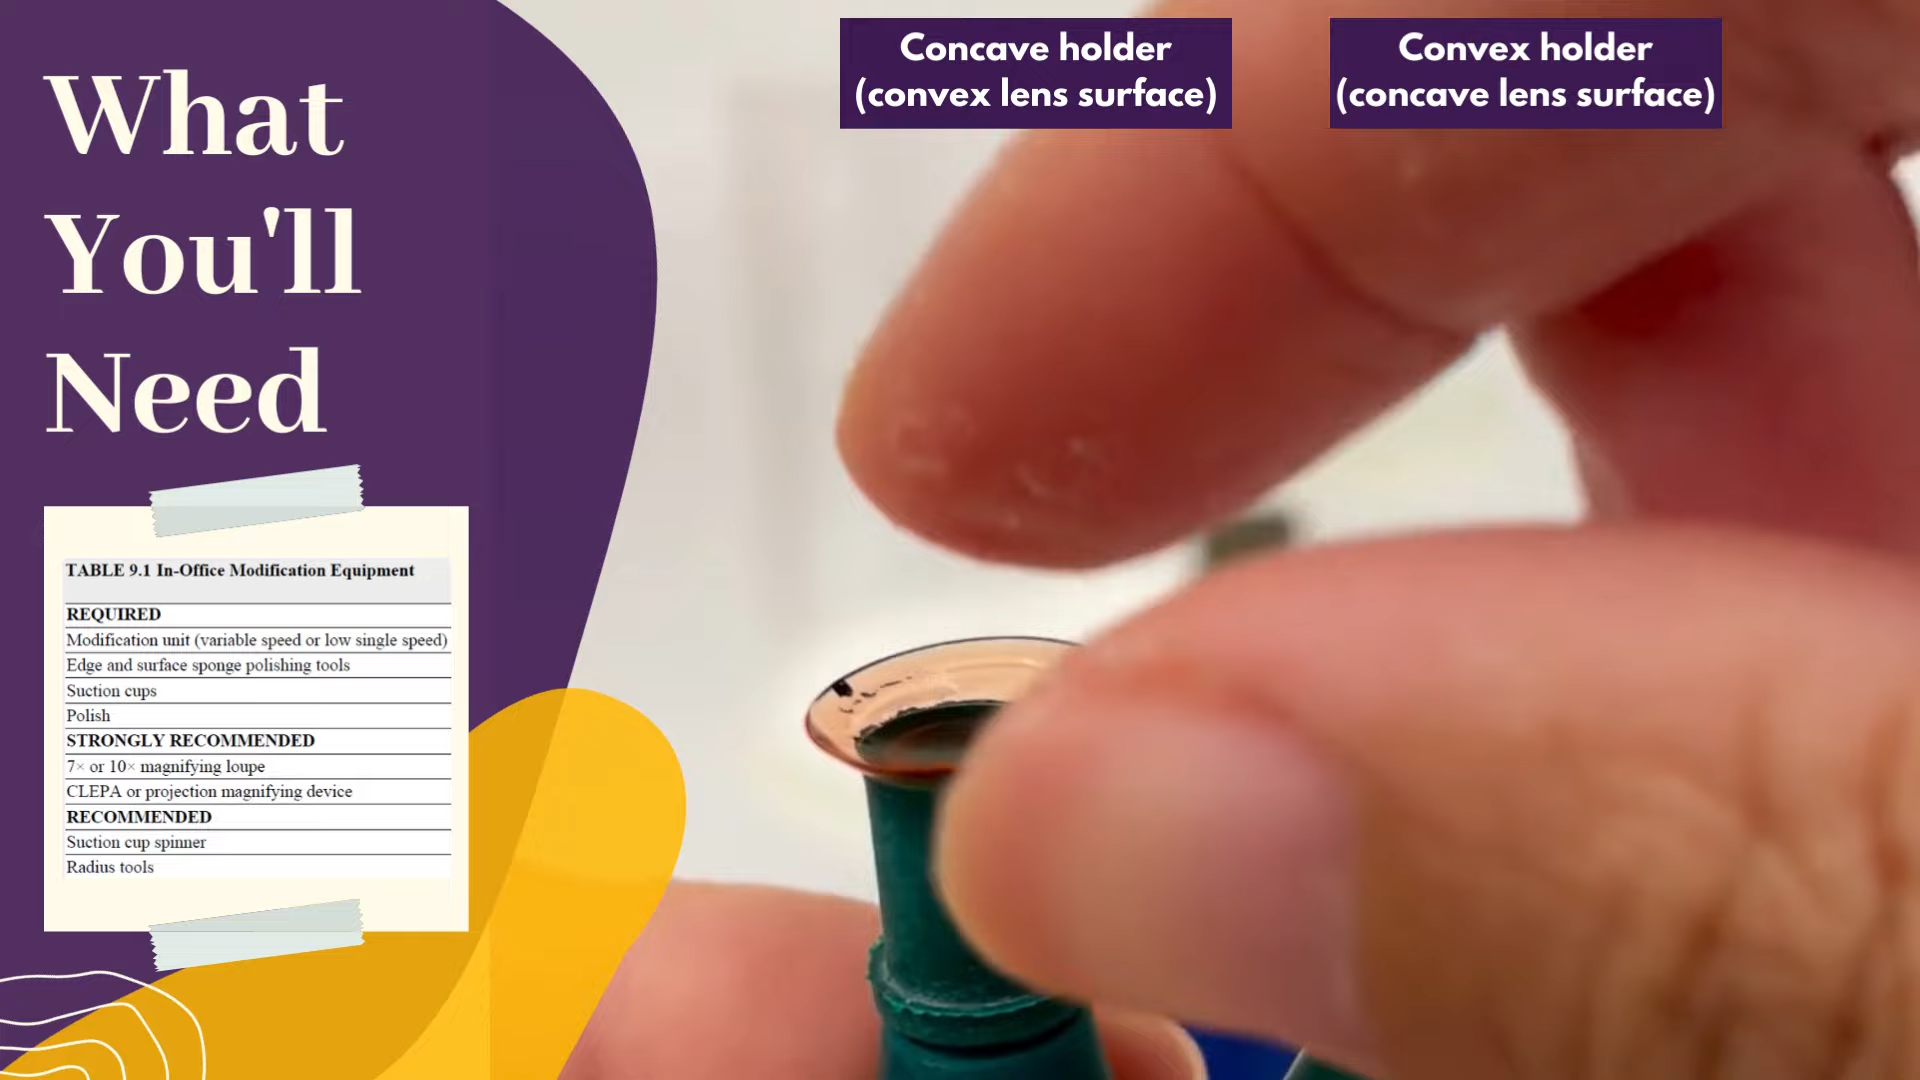 What
You'll
Need
TABLE 9.1 In-Office Modification Equipment
REQUIRED
Modification unit (variable speed or low single speed)
Edge and surface sponge polishing tools
Suction cups
Polish
STRONGLY RECOMMENDED
7× or 10× magnifying loupe
CLEPA or projection magnifying device
RECOMMENDED
Suction cup spinner
Radius tools
Concave holder
(convex lens surface)
Convex holder
(concave lens surface)